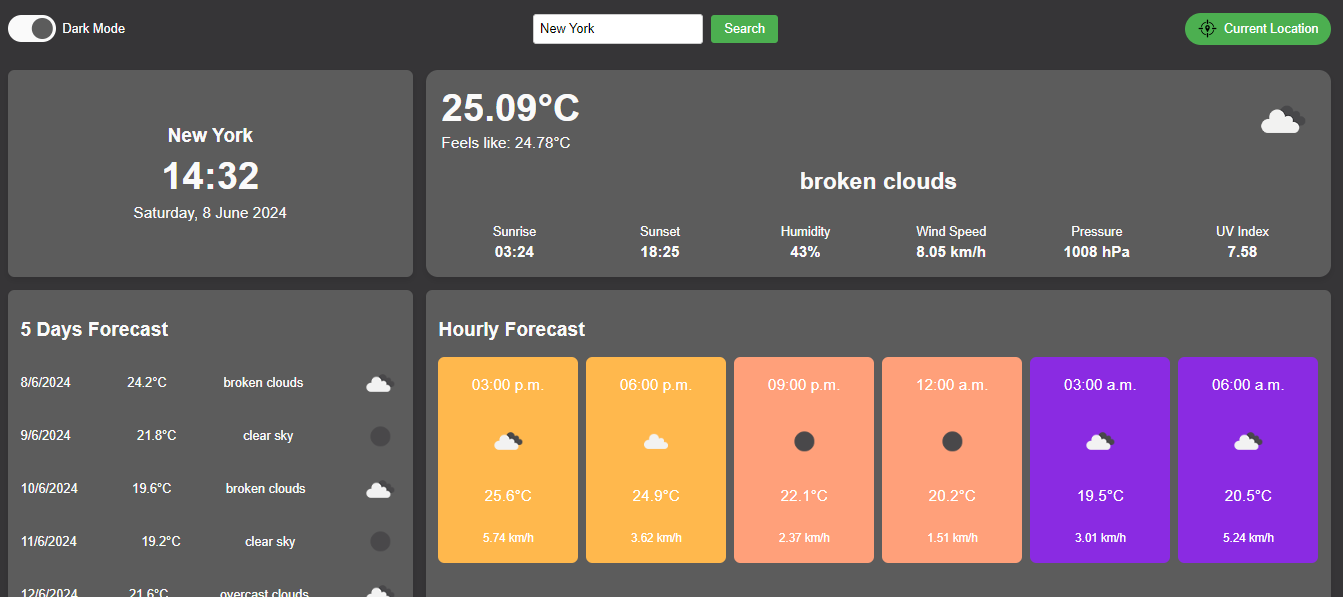 Dark Mode
New York
Search
Current Location
New York
14:32
Saturday, 8 June 2024
25.09°C
Feels like: 24.78°C
broken clouds
Sunrise Sunset Humidity Wind Speed Pressure UV Index
03:24 18:25 43% 8.05 km/h 1008 hPa 7.58
5 Days Forecast
8/6/2024 24.2°C broken clouds
9/6/2024 21.8°C clear sky
10/6/2024 19.6°C broken clouds
11/6/2024 19.2°C clear sky
12/6/2024 21.6°C overcast clouds
Hourly Forecast
03:00 p.m. 06:00 p.m. 09:00 p.m. 12:00 a.m. 03:00 a.m. 06:00 a.m.
25.6°C 24.9°C 22.1°C 20.2°C 19.5°C 20.5°C
5.74 km/h 3.62 km/h 2.37 km/h 1.51 km/h 3.01 km/h 5.24 km/h